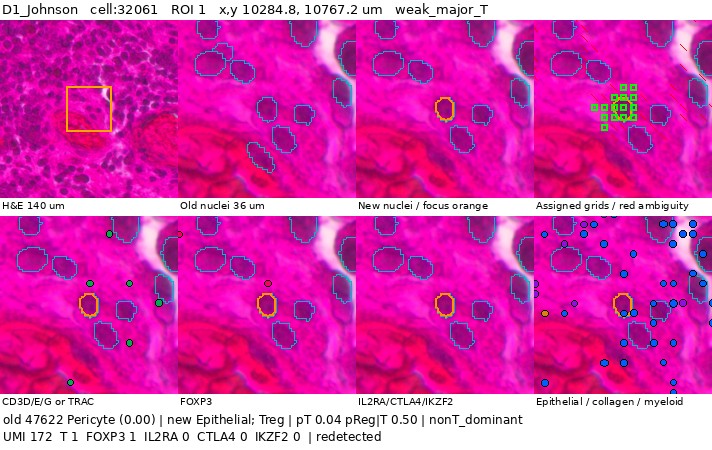 D1_Johnson cell:32061 ROI 1 x,y 10284.8, 10767.2 um weak_major_T
H&E 140 um
Old nuclei 36 um
New nuclei / focus orange
Assigned grids / red ambiguity
CD3D/E/G or TRAC
FOXP3
IL2RA/CTLA4/IKZF2
Epithelial / collagen / myeloid
old 47622 Pericyte (0.00) | new Epithelial; Treg | pT 0.04 pReg|T 0.50 | nonT_dominant
UMI 172 T 1 FOXP3 1 IL2RA 0 CTLA4 0 IKZF2 0 | redetected